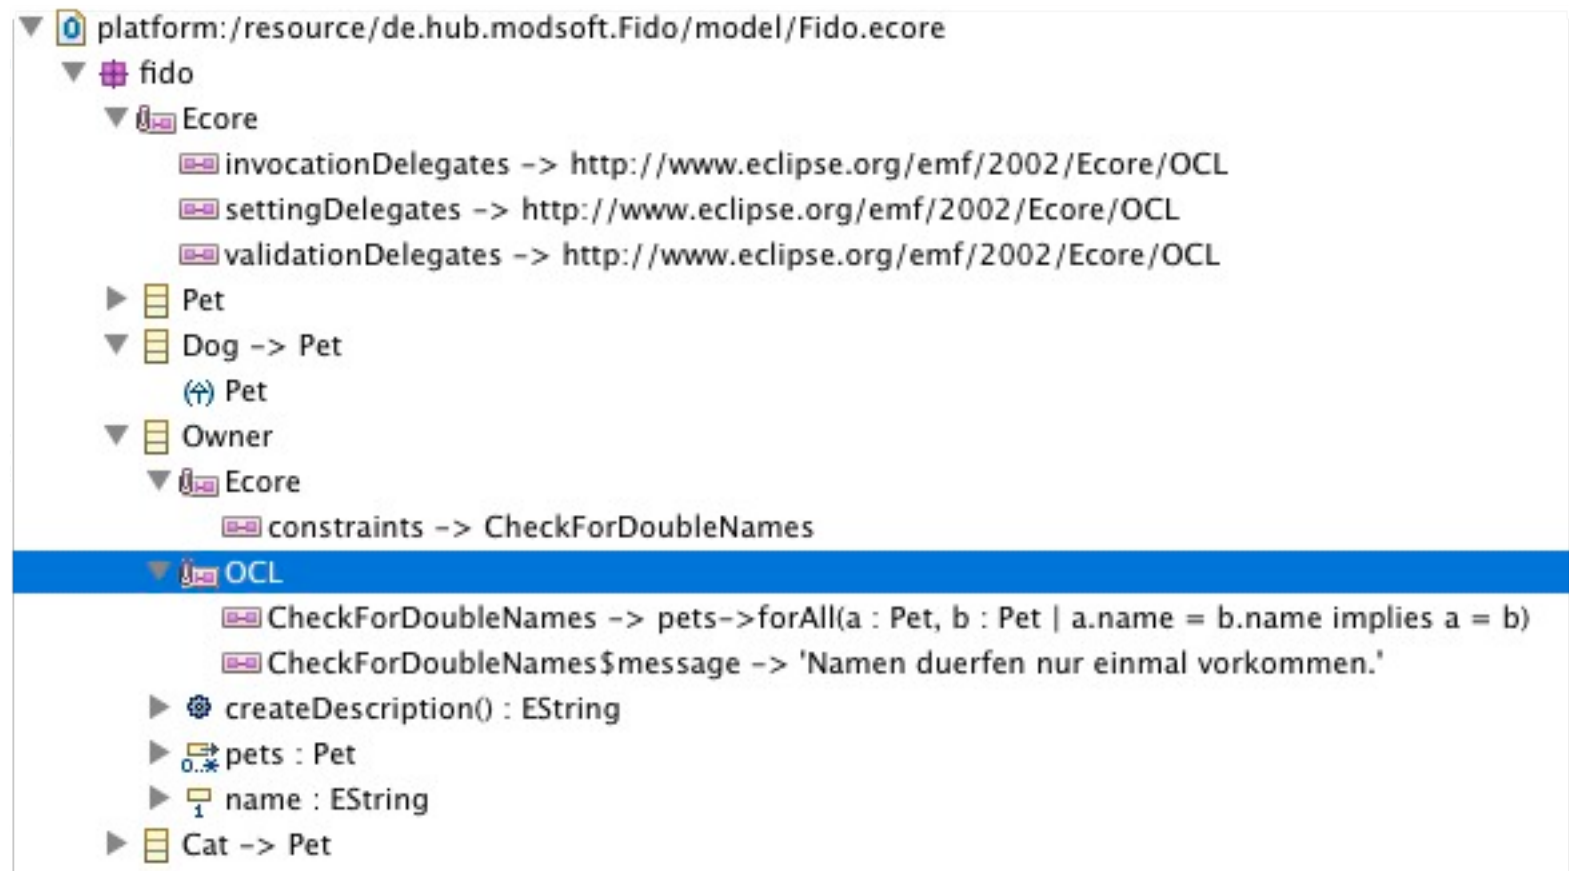 platform:/resource/de.hub.modsoft.Fido/model/Fido.ecore
fido
Ecore
invocationDelegates -> http://www.eclipse.org/emf/2002/Ecore/OCL
settingDelegates -> http://www.eclipse.org/emf/2002/Ecore/OCL
validationDelegates -> http://www.eclipse.org/emf/2002/Ecore/OCL
Pet
Dog -> Pet
Pet
Owner
Ecore
constraints -> CheckForDoubleNames
OCL
CheckForDoubleNames -> pets->forAll(a : Pet, b : Pet | a.name = b.name implies a = b)
CheckForDoubleNames$message -> 'Namen duerfen nur einmal vorkommen.'
createDescription() : EString
0..* pets : Pet
1 name : EString
Cat -> Pet